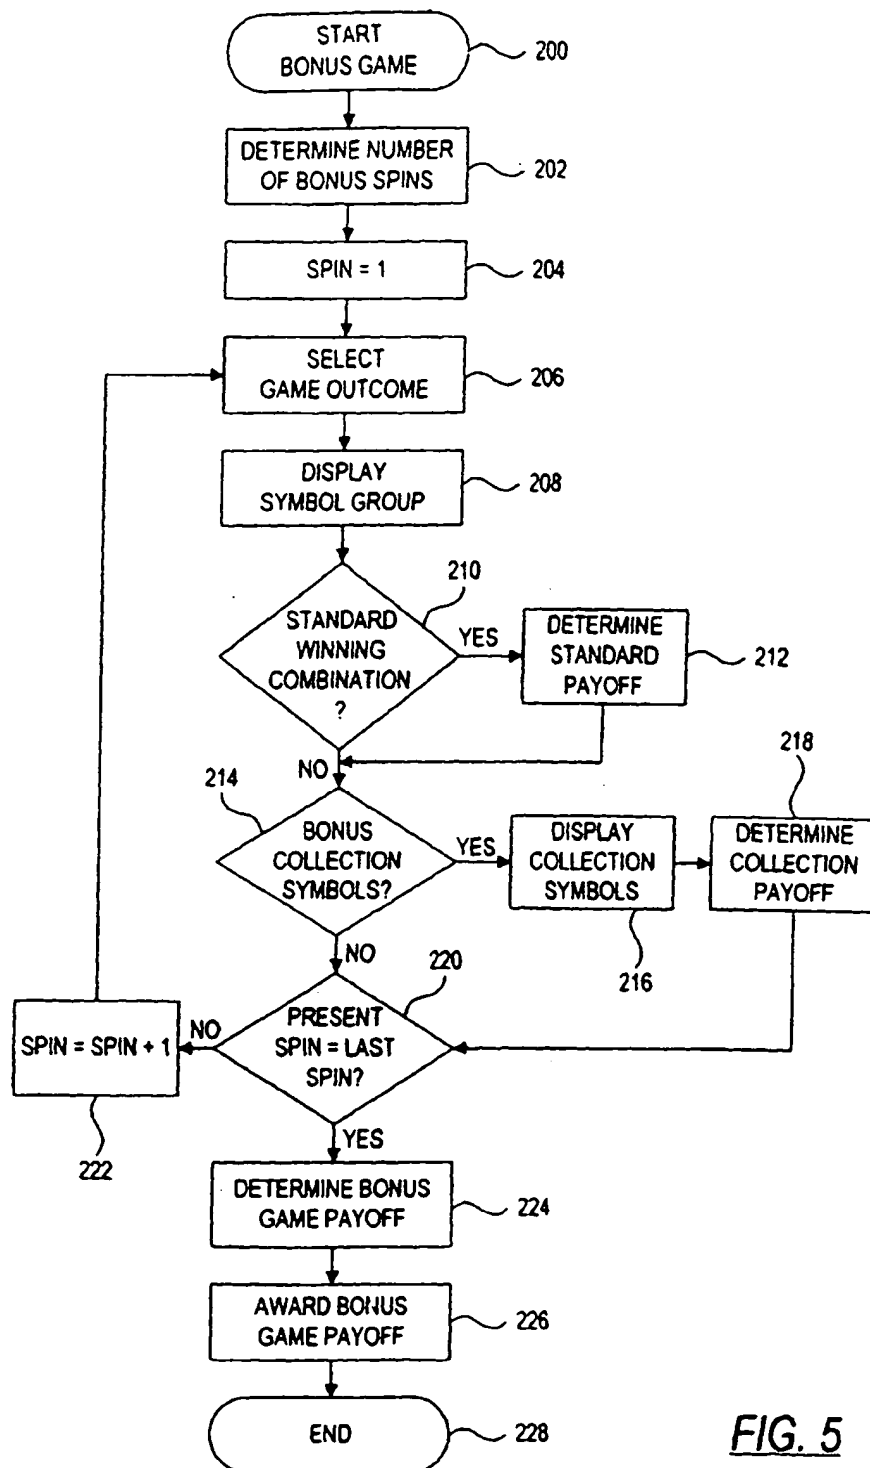 START
BONUS GAME
200
DETERMINE NUMBER
OF BONUS SPINS
202
SPIN = 1
204
SELECT
GAME OUTCOME
206
DISPLAY
SYMBOL GROUP
208
210
STANDARD
WINNING
COMBINATION
?
YES
DETERMINE
STANDARD
PAYOFF
212
NO
214
BONUS
COLLECTION
SYMBOLS?
YES
DISPLAY
COLLECTION
SYMBOLS
216
218
DETERMINE
COLLECTION
PAYOFF
NO
220
PRESENT
SPIN = LAST
SPIN?
NO
SPIN = SPIN + 1
222
YES
DETERMINE BONUS
GAME PAYOFF
224
AWARD BONUS
GAME PAYOFF
226
END
228
FIG. 5